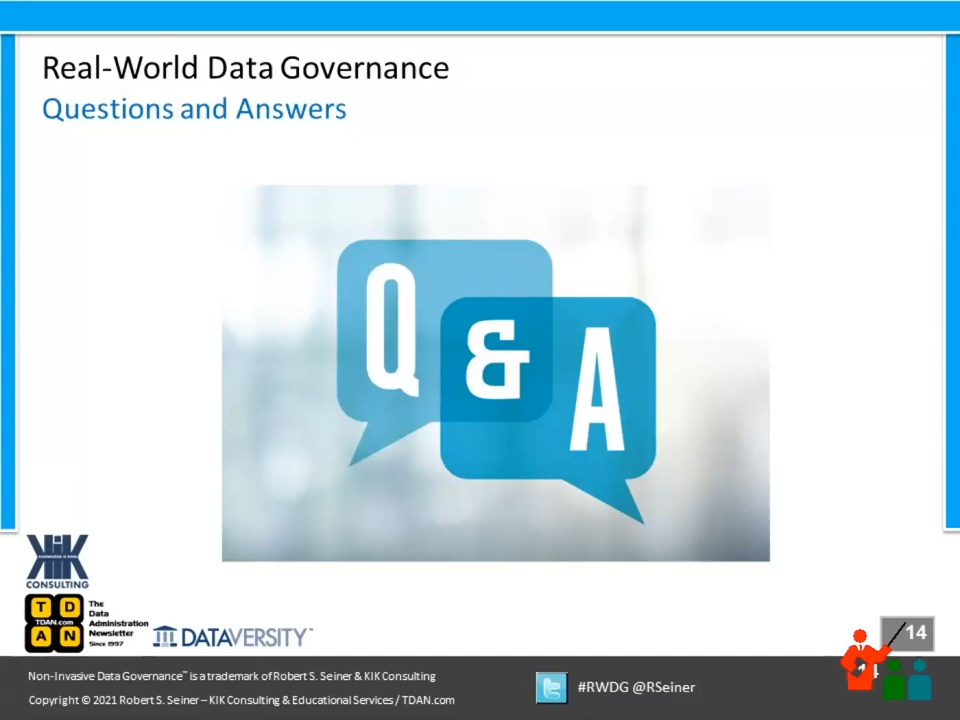 Real-World Data Governance
Questions and Answers
Q & A
KIK
CONSULTING
T D
TDAN.com
A N
The
Data
Administration
Newsletter
Since 1997
DATAVERSITY™
14
14
Non-Invasive Data Governance™ is a trademark of Robert S. Seiner & KIK Consulting
Copyright © 2021 Robert S. Seiner – KIK Consulting & Educational Services / TDAN.com
#RWDG @RSeiner